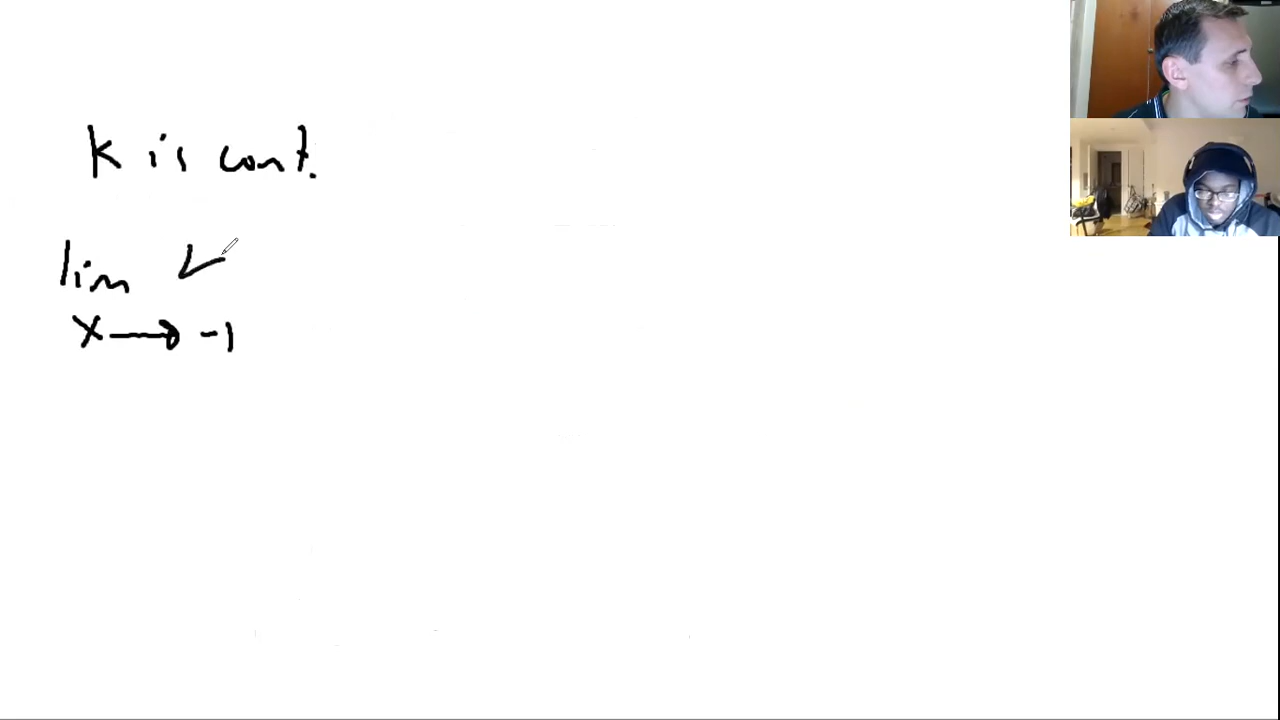 k is cont.
lim
x → -1